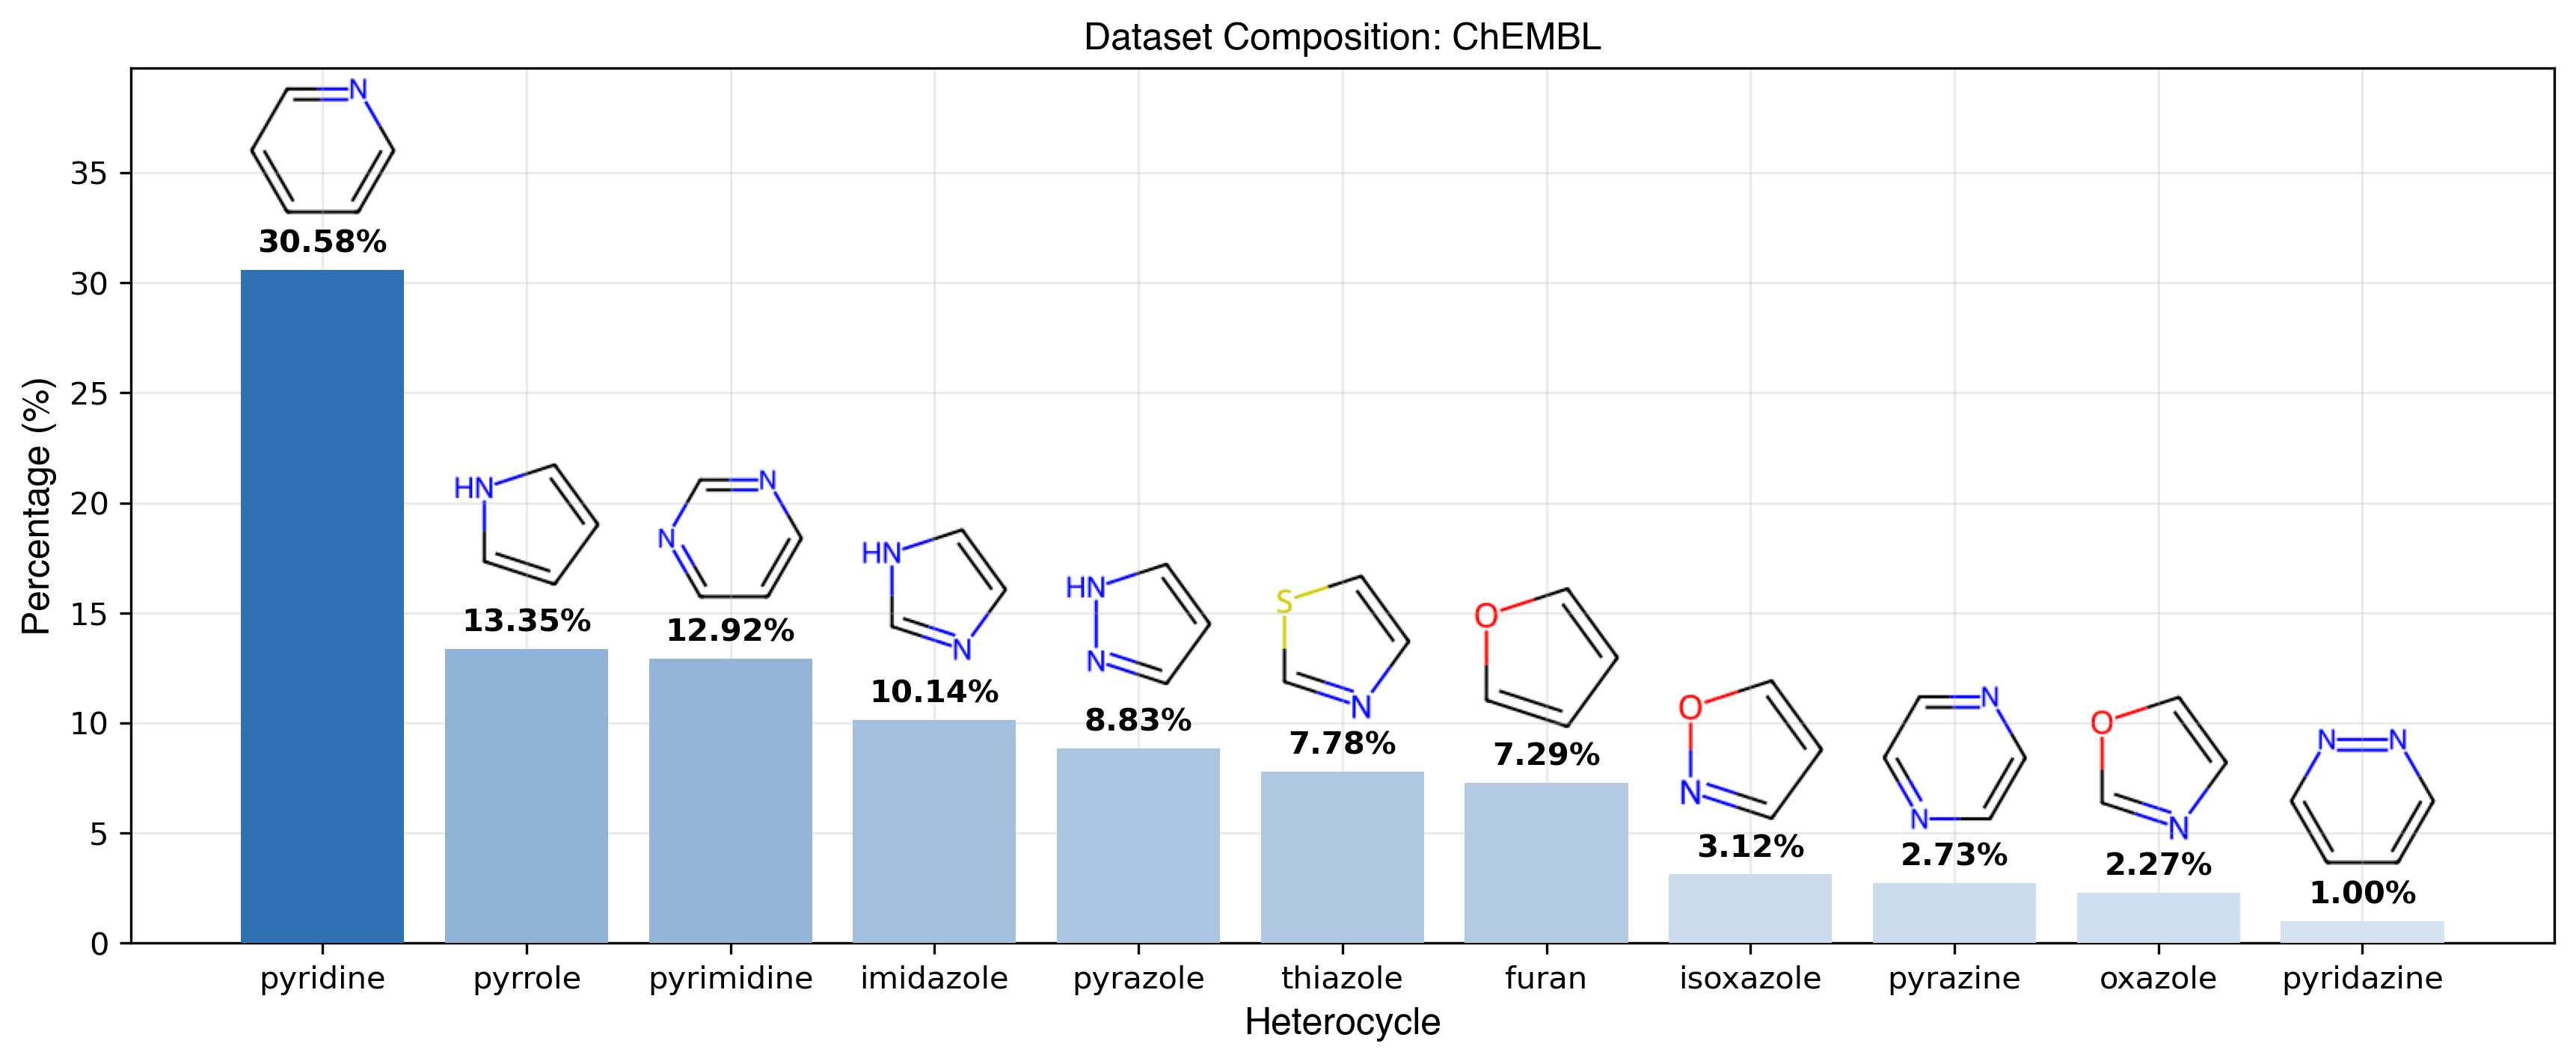 Dataset Composition: ChEMBL
Percentage (%)
35
30
25
20
15
10
5
0
N
30.58%
HN
13.35%
N
N
12.92%
HN
N
10.14%
HN
N
8.83%
S
N
7.78%
O
7.29%
O
N
3.12%
N
N
2.73%
O
N
2.27%
N N
1.00%
pyridine pyrrole pyrimidine imidazole pyrazole thiazole furan isoxazole pyrazine oxazole pyridazine
Heterocycle